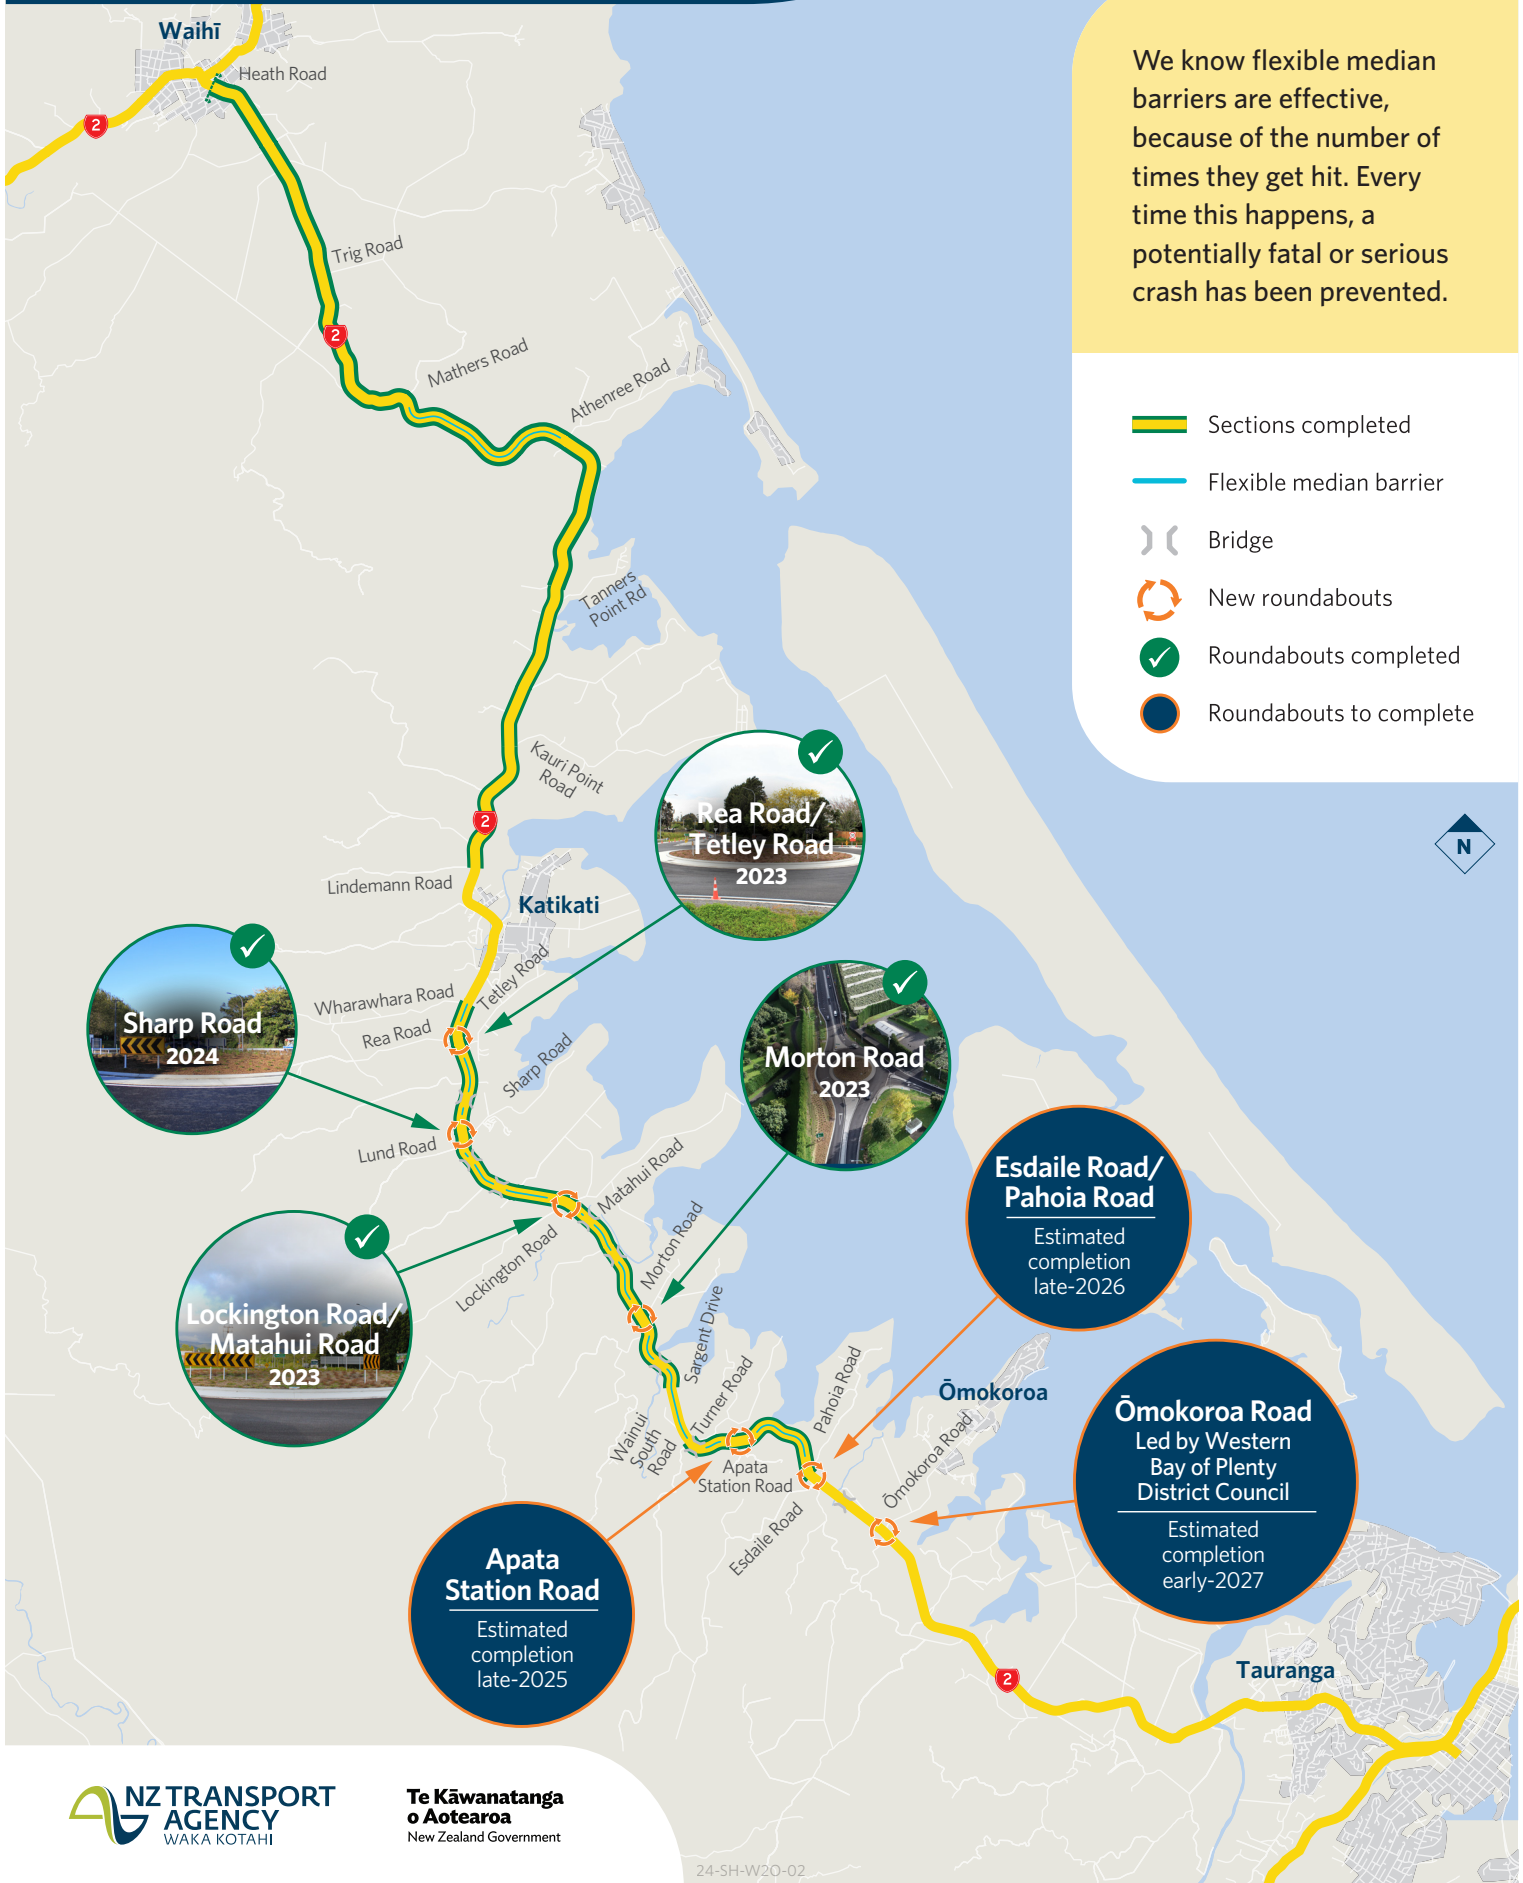 Waihī
Heath Road
2
Trig Road
2
Mathers Road
Athenree Road
Tanners
Point Rd
Kauri Point
Road
2
Lindemann Road
Katikati
Tetley Road
Wharawhara Road
Rea Road
Sharp Road
Lund Road
Matahui Road
Lockington Road
Morton Road
Sargent Drive
Turner Road
Wainui
South
Road
Apata
Station Road
Pahoia Road
Esdaile Road
Ōmokoroa
Ōmokoroa Road
2
Tauranga
Rea Road/
Tetley Road
2023
Sharp Road
2024
Morton Road
2023
Lockington Road/
Matahui Road
2023
Esdaile Road/
Pahoia Road
Estimated
completion
late-2026
Ōmokoroa Road
Led by Western
Bay of Plenty
District Council
Estimated
completion
early-2027
Apata
Station Road
Estimated
completion
late-2025
We know flexible median
barriers are effective,
because of the number of
times they get hit. Every
time this happens, a
potentially fatal or serious
crash has been prevented.
Sections completed
Flexible median barrier
Bridge
New roundabouts
Roundabouts completed
Roundabouts to complete
N
NZ TRANSPORT
AGENCY
WAKA KOTAHI
Te Kāwanatanga
o Aotearoa
New Zealand Government
24-SH-W2O-02